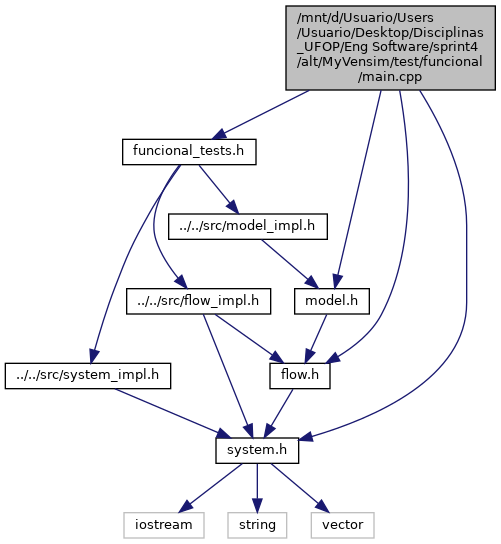 /mnt/d/Usuario/Users
/Usuario/Desktop/Disciplinas
_UFOP/Eng Software/sprint4
/alt/MyVensim/test/funcional
/main.cpp
funcional_tests.h
../../src/model_impl.h
../../src/flow_impl.h
model.h
../../src/system_impl.h
flow.h
system.h
iostream
string
vector